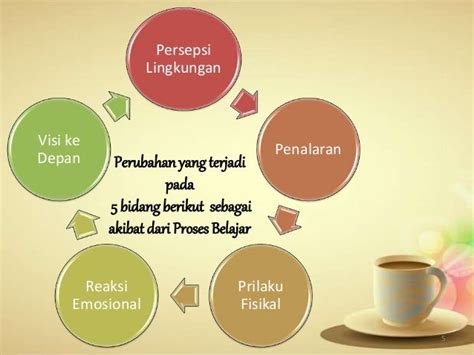 Persepsi
Lingkungan
Penalaran
Prilaku
Fisikal
Reaksi
Emosional
Visi ke
Depan
Perubahan yang terjadi
pada
5 bidang berikut sebagai
akibat dari Proses Belajar
5